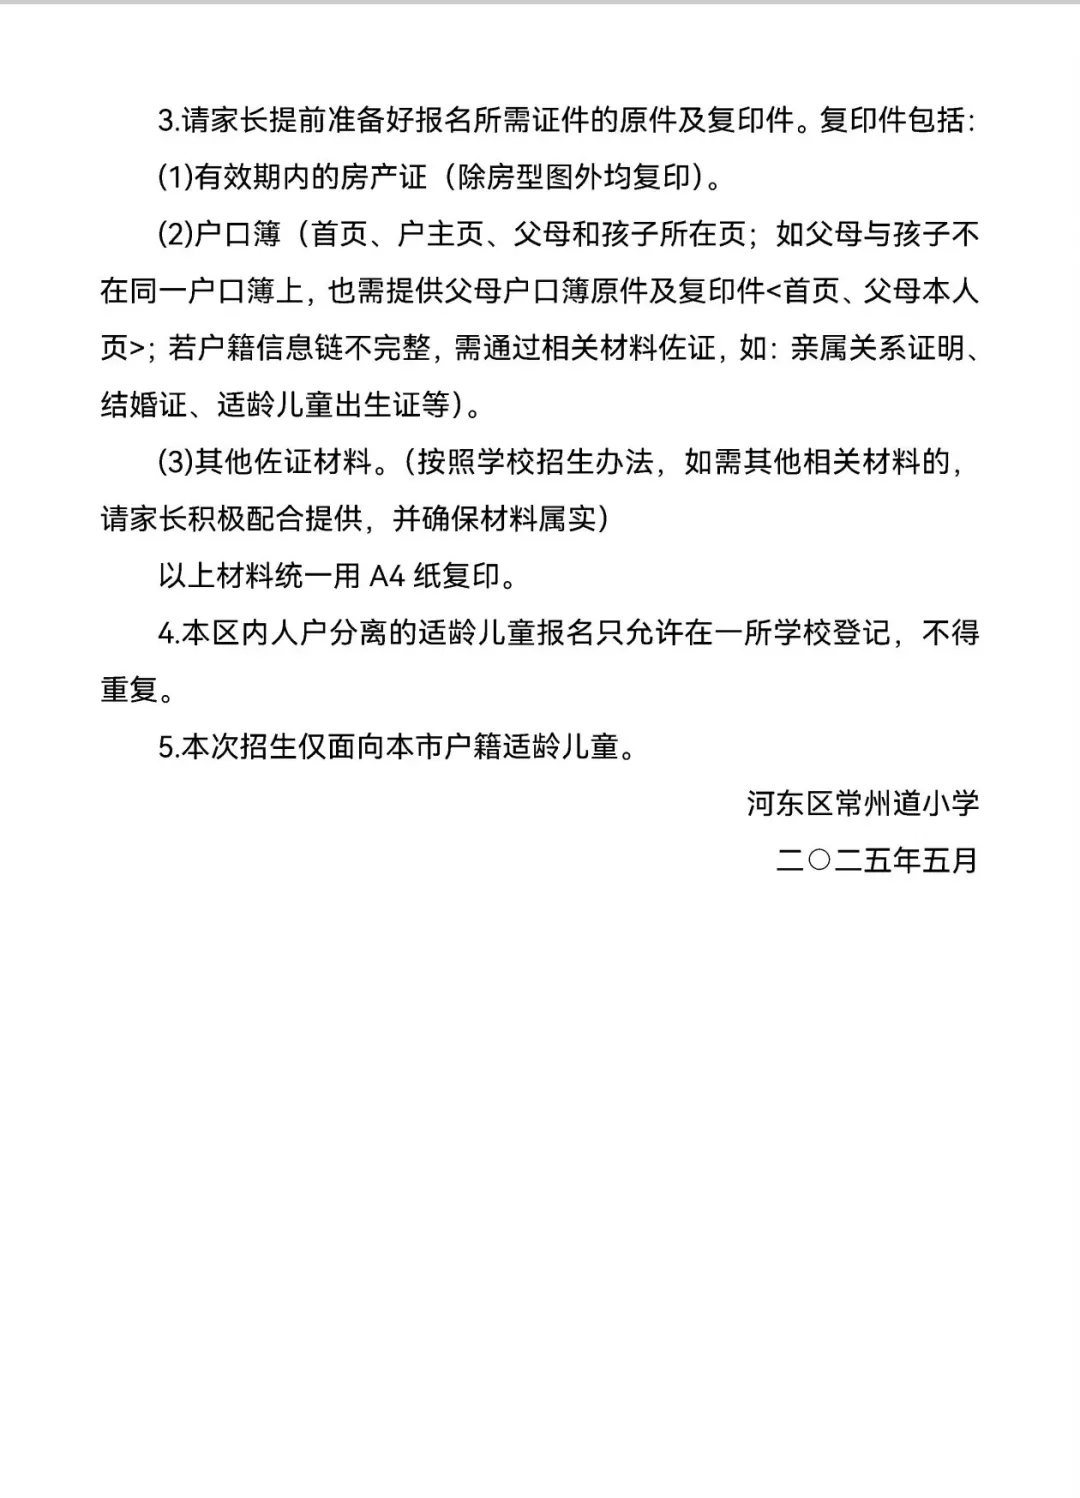 3.请家长提前准备好报名所需证件的原件及复印件。复印件包括：
(1)有效期内的房产证（除房型图外均复印）。
(2)户口簿（首页、户主页、父母和孩子所在页；如父母与孩子不
在同一户口簿上，也需提供父母户口簿原件及复印件<首页、父母本人
页>；若户籍信息链不完整，需通过相关材料佐证，如：亲属关系证明、
结婚证、适龄儿童出生证等）。
(3)其他佐证材料。（按照学校招生办法，如需其他相关材料的，
请家长积极配合提供，并确保材料属实）
以上材料统一用 A4 纸复印。
4.本区内人户分离的适龄儿童报名只允许在一所学校登记，不得
重复。
5.本次招生仅面向本市户籍适龄儿童。
河东区常州道小学
二〇二五年五月